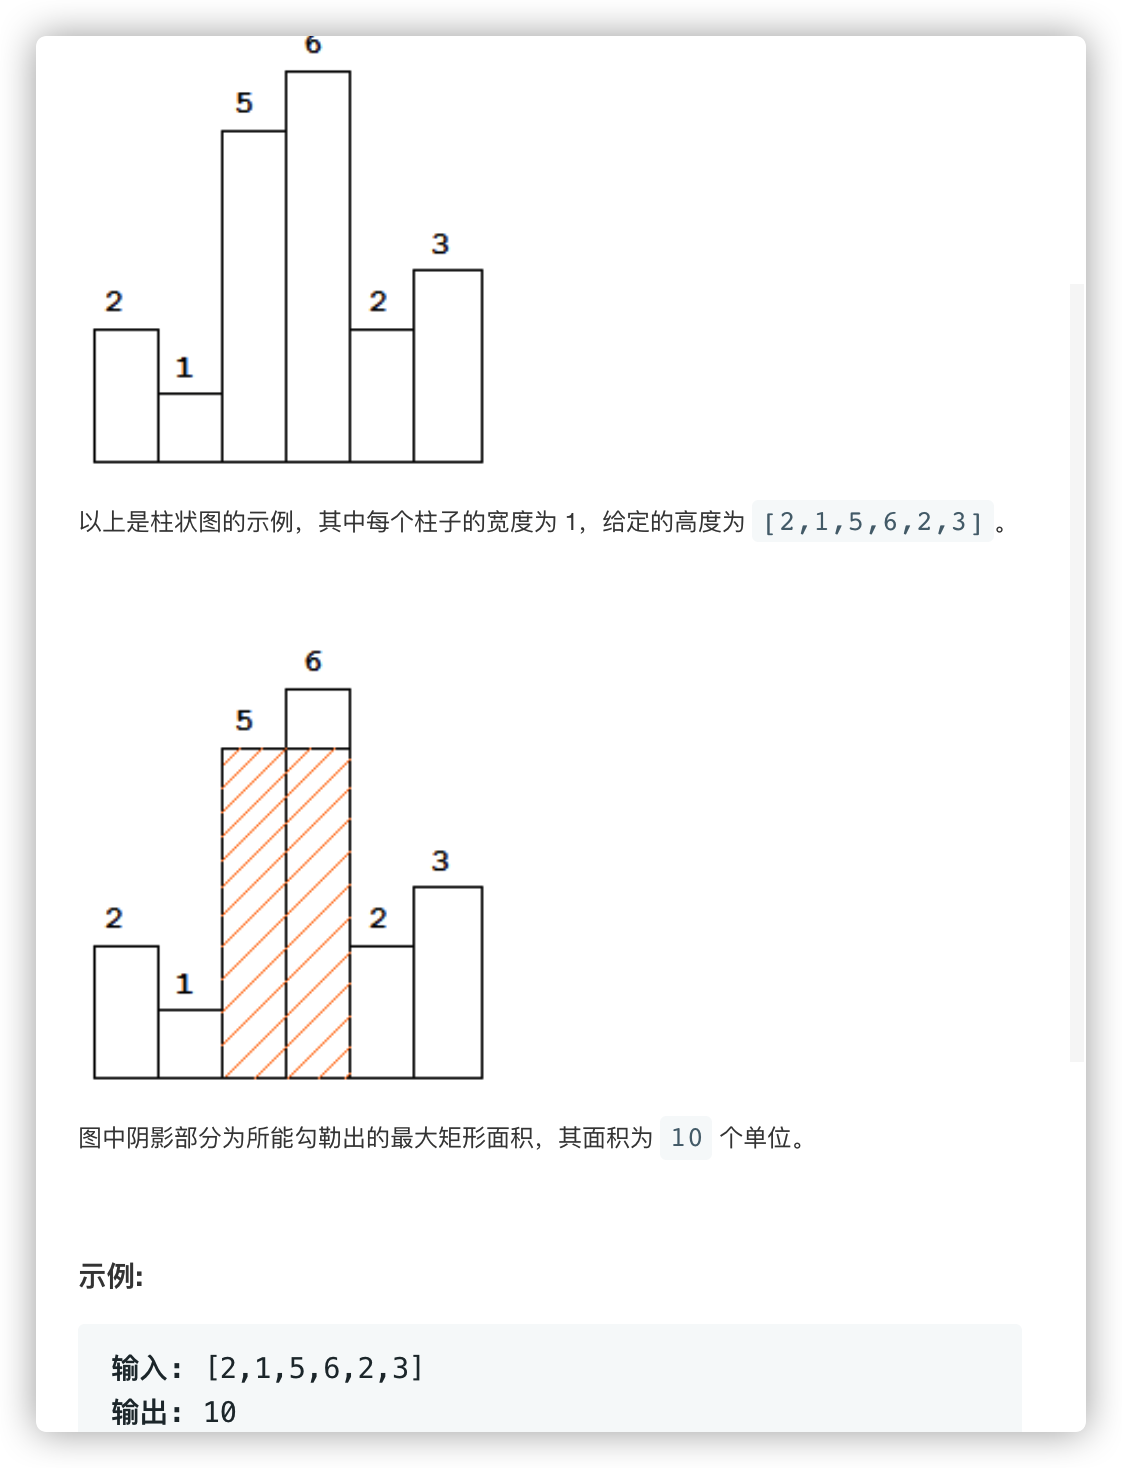 6
5
3
2
2
1
以上是柱状图的示例，其中每个柱子的宽度为 1，给定的高度为 [2,1,5,6,2,3] 。
6
5
3
2
2
1
图中阴影部分为所能勾勒出的最大矩形面积，其面积为 10 个单位。
示例:
输入: [2,1,5,6,2,3]
输出: 10